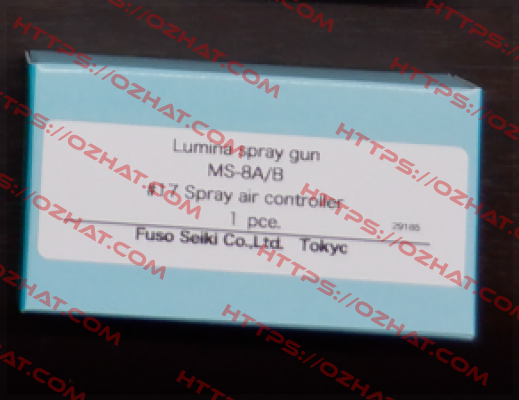 Lumina spray gun
MS-8A/B
#17 Spray air controller
1 pce.
29185
Fuso Seiki Co.,Ltd. Tokyo
HTTPS://OZHAT.COM